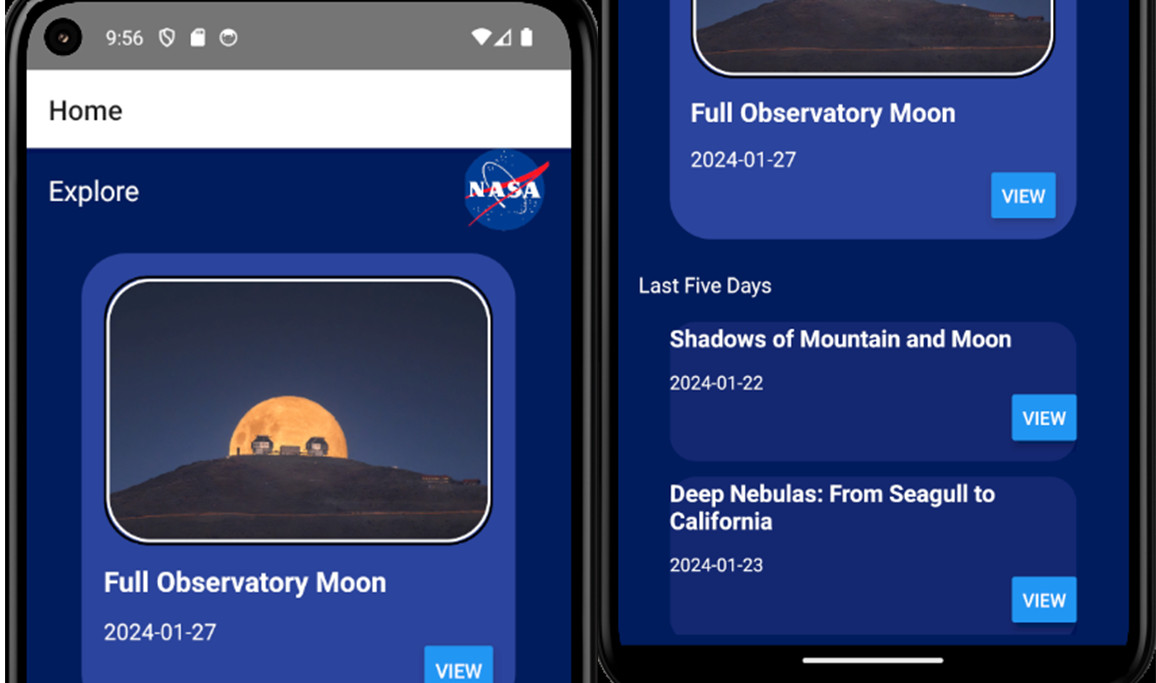 9:56
Home
Explore
NASA
Full Observatory Moon
2024-01-27
VIEW
Full Observatory Moon
2024-01-27
VIEW
Last Five Days
Shadows of Mountain and Moon
2024-01-22
VIEW
Deep Nebulas: From Seagull to
California
2024-01-23
VIEW